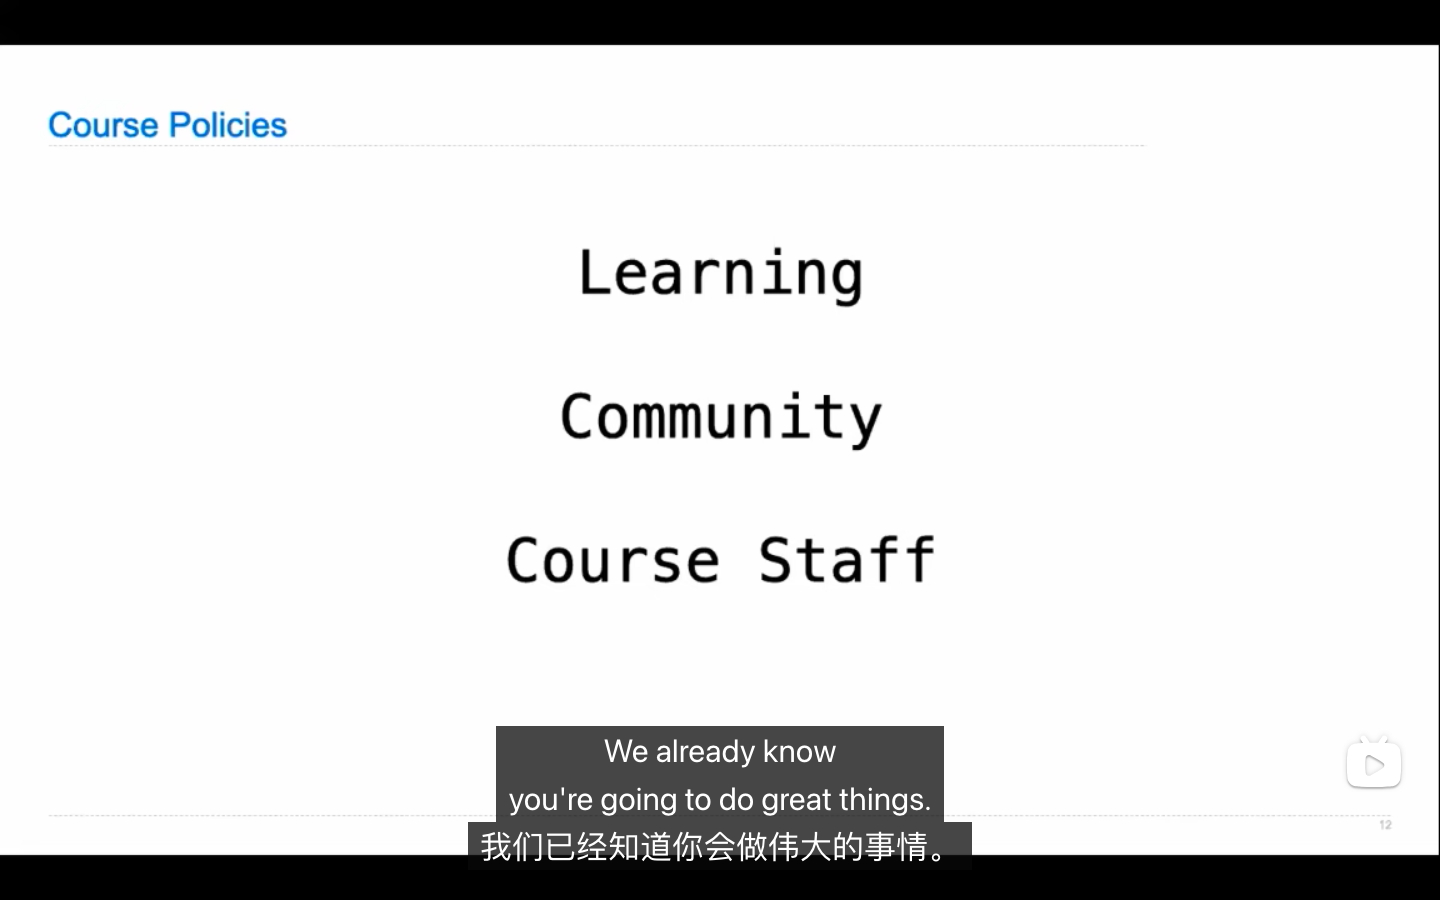 Course Policies
Learning
Community
Course Staff
We already know
you're going to do great things.
12
我们已经知道你会做伟大的事情。